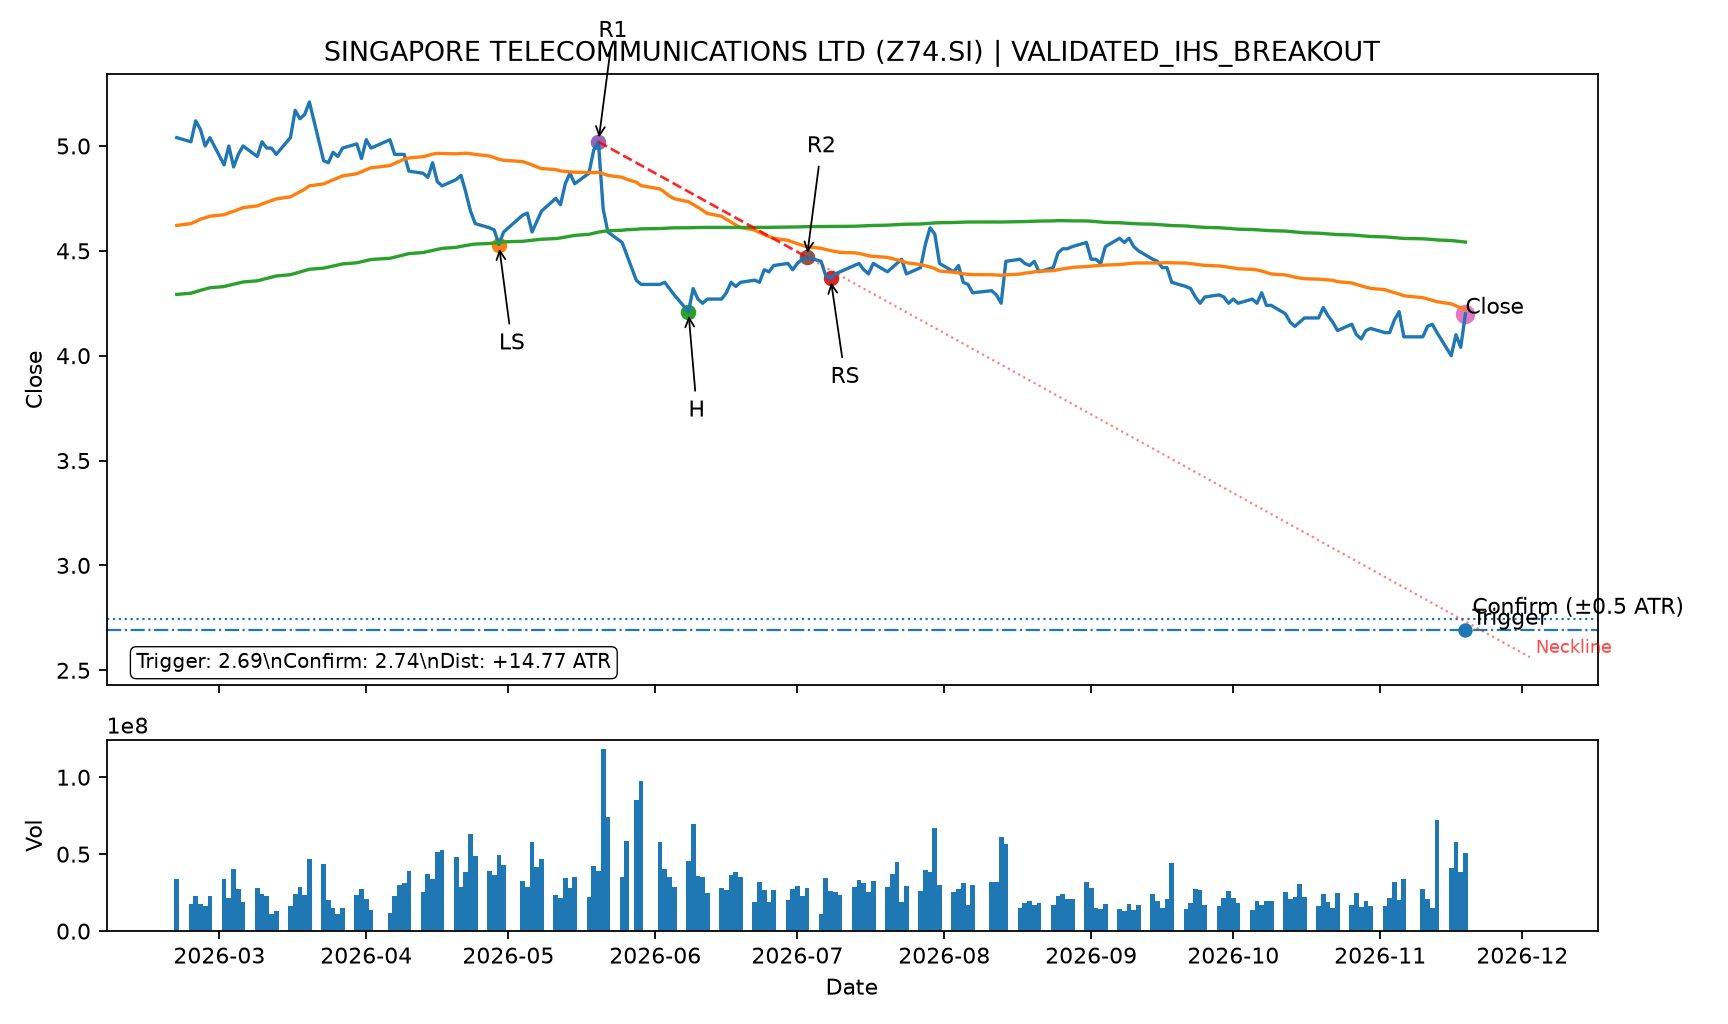 R1
SINGAPORE TELECOMMUNICATIONS LTD (Z74.SI) | VALIDATED_IHS_BREAKOUT
5.0
4.5
4.0
3.5
3.0
2.5
Close
R2
LS
RS
H
Close
Confirm (±0.5 ATR)
Trigger
Neckline
Trigger: 2.69\nConfirm: 2.74\nDist: +14.77 ATR
1e8
1.0
0.5
0.0
Vol
2026-03 2026-04 2026-05 2026-06 2026-07 2026-08 2026-09 2026-10 2026-11 2026-12
Date